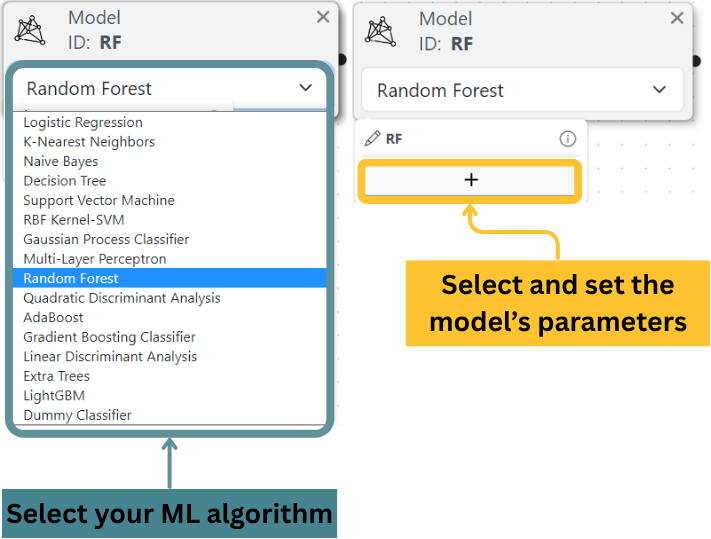 Model
ID: RF
Random Forest
Logistic Regression
K-Nearest Neighbors
Naive Bayes
Decision Tree
Support Vector Machine
RBF Kernel-SVM
Gaussian Process Classifier
Multi-Layer Perceptron
Random Forest
Quadratic Discriminant Analysis
AdaBoost
Gradient Boosting Classifier
Linear Discriminant Analysis
Extra Trees
LightGBM
Dummy Classifier
Select your ML algorithm
Model
ID: RF
Random Forest
RF
+
Select and set the
model's parameters